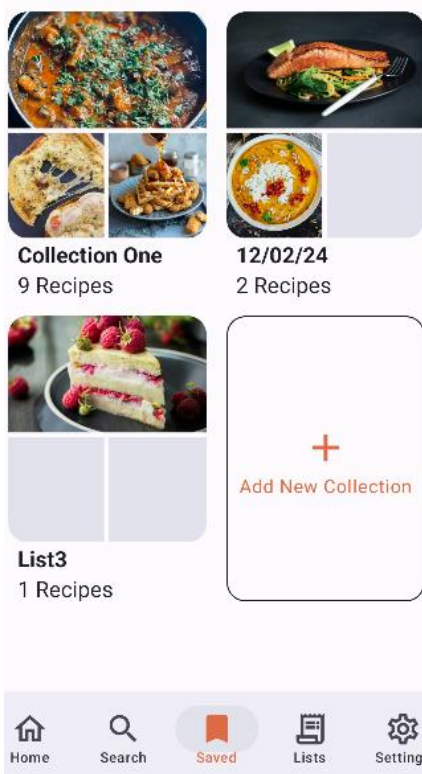 Collection One
9 Recipes
12/02/24
2 Recipes
Add New Collection
List3
1 Recipes
Home
Search
Saved
Lists
Setting